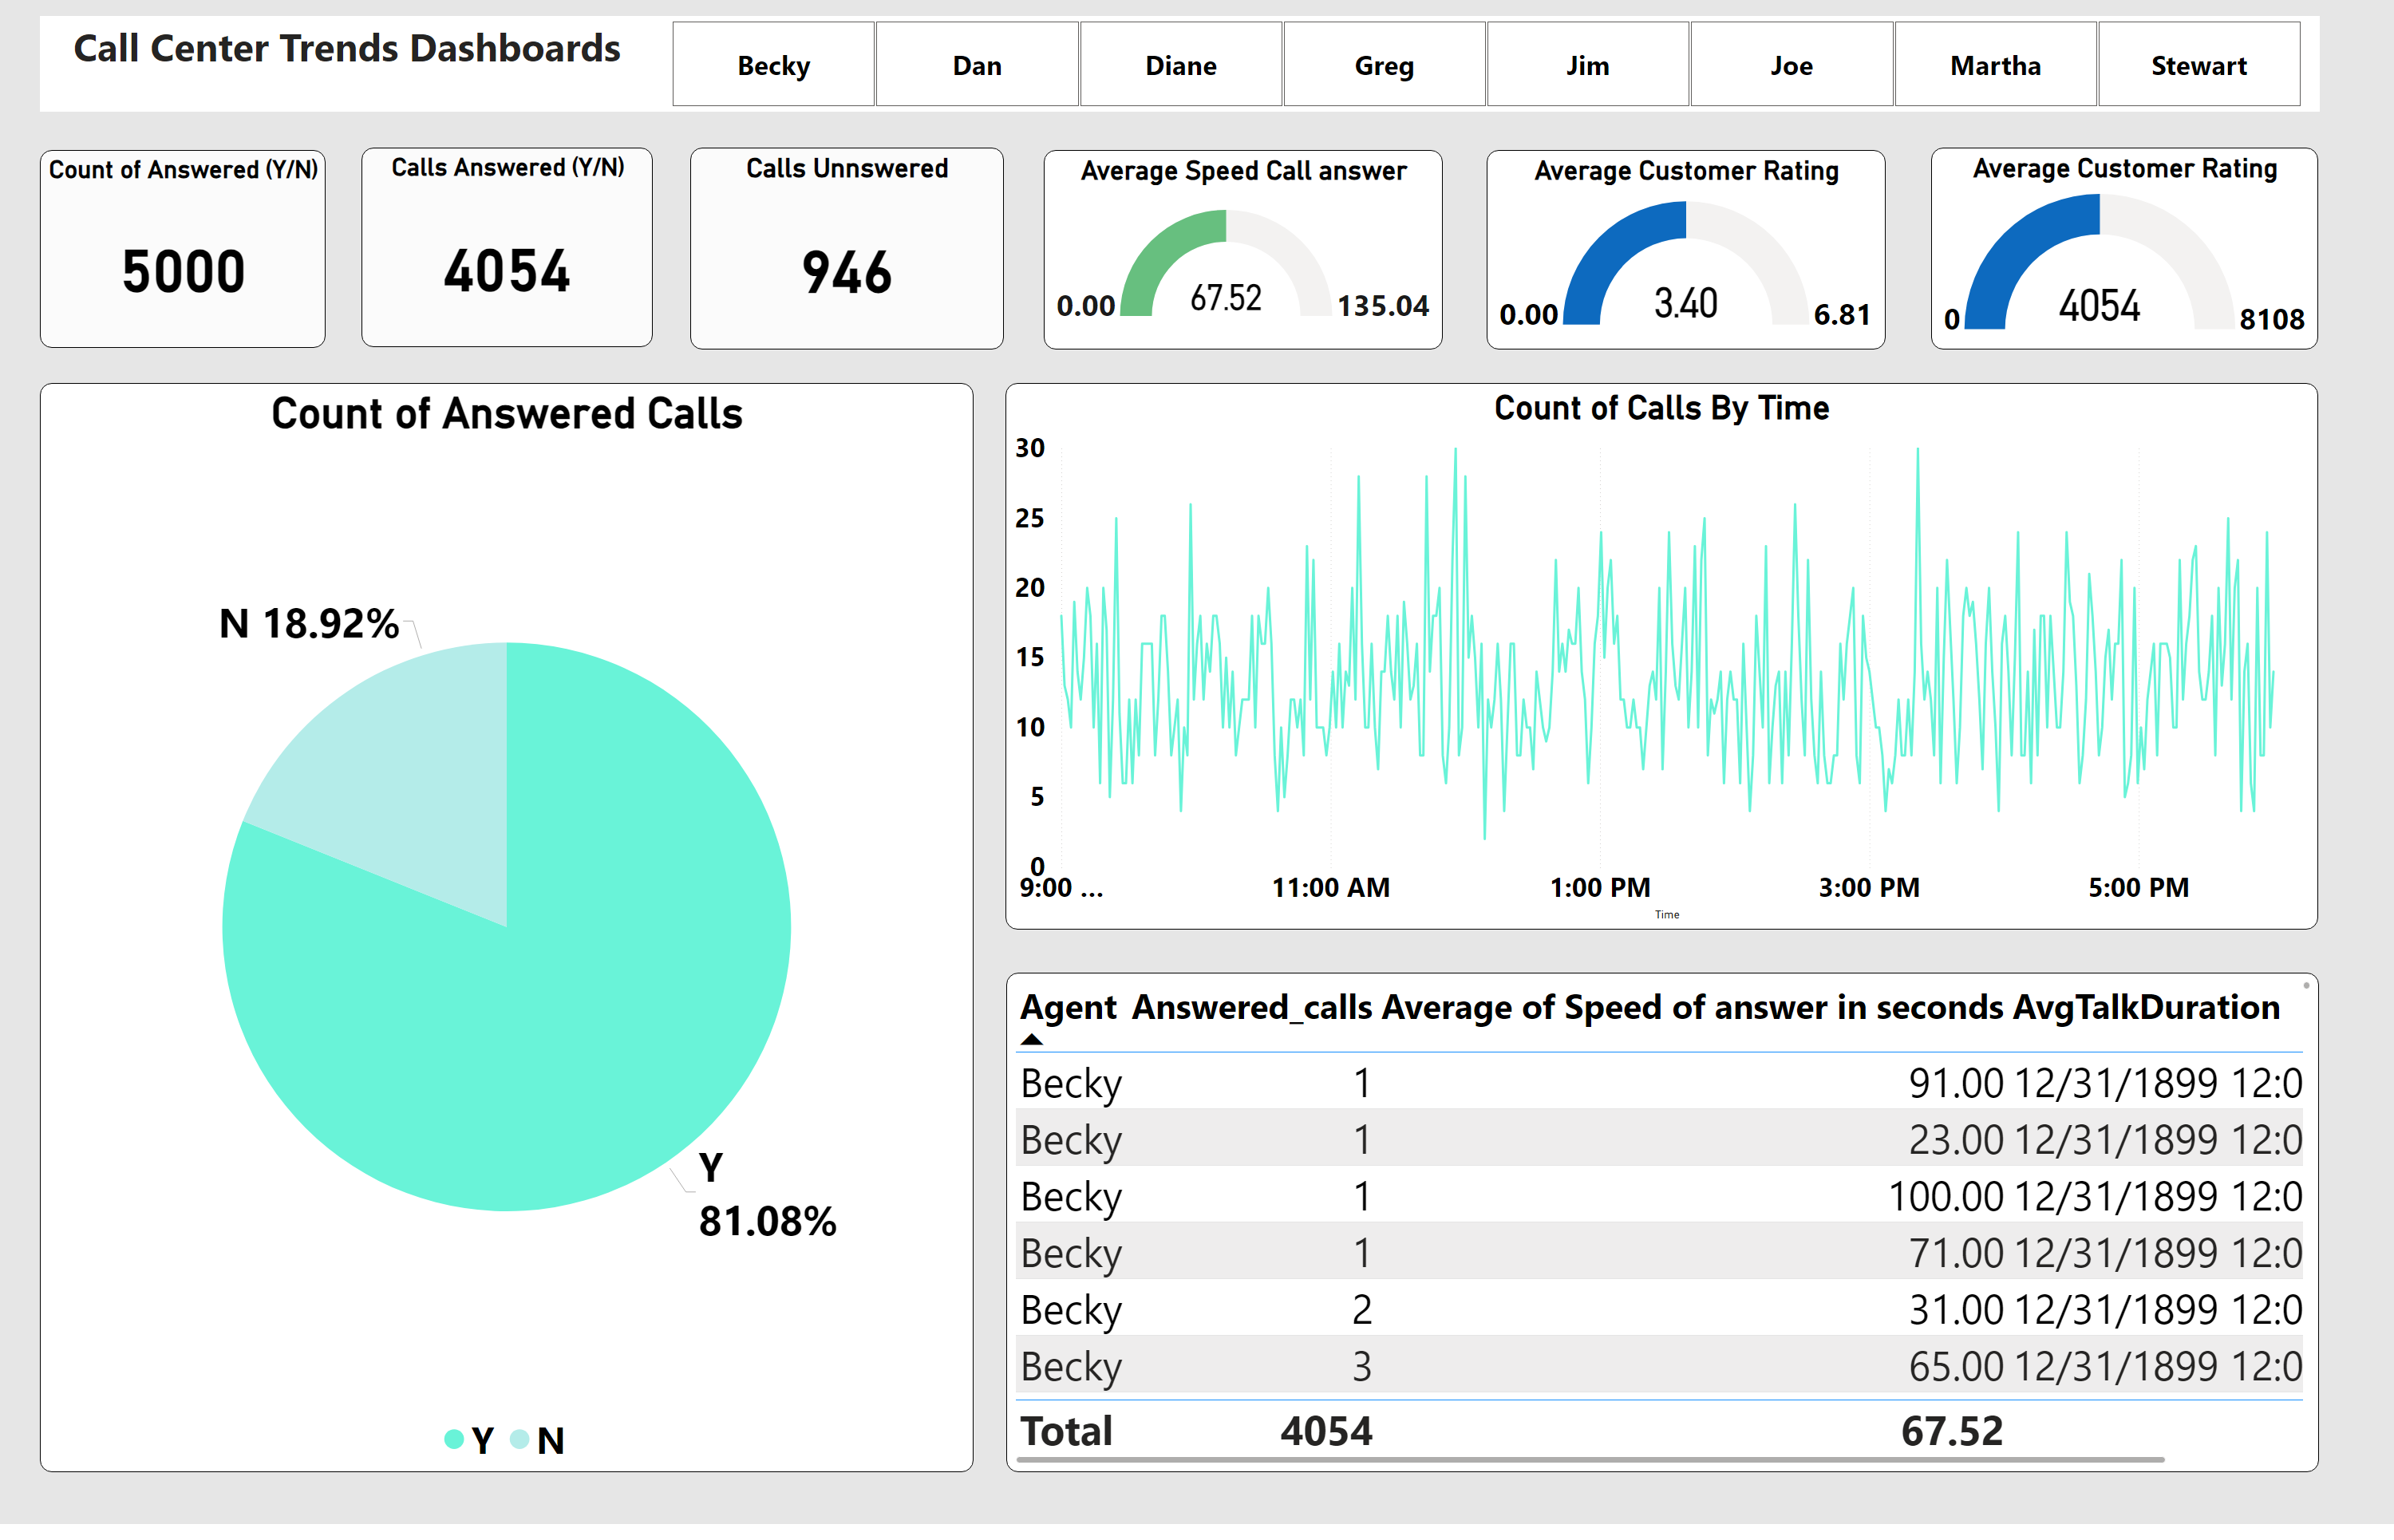 Call Center Trends Dashboards
Becky
Dan
Diane
Greg
Jim
Joe
Martha
Stewart
Count of Answered (Y/N)
5000
Calls Answered (Y/N)
4054
Calls Unnswered
946
Average Speed Call answer
67.52
0.00
135.04
Average Customer Rating
3.40
0.00
6.81
Average Customer Rating
4054
0
8108
Count of Answered Calls
N 18.92%
Y
81.08%
Y N
Count of Calls By Time
30
25
20
15
10
5
0
9:00 ... 11:00 AM 1:00 PM 3:00 PM 5:00 PM
Time
Agent Answered_calls Average of Speed of answer in seconds AvgTalkDuration
Becky 1 91.00 12/31/1899 12:0
Becky 1 23.00 12/31/1899 12:0
Becky 1 100.00 12/31/1899 12:0
Becky 1 71.00 12/31/1899 12:0
Becky 2 31.00 12/31/1899 12:0
Becky 3 65.00 12/31/1899 12:0
Total 4054 67.52